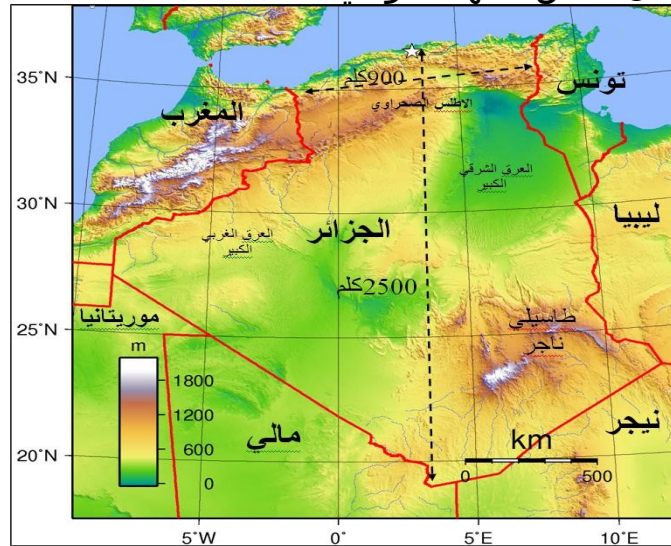 35°N
30°N
25°N
20°N
5°W
0°
5°E
10°E
900كلم
تونس
المغرب
الاطلس الصحراوي
العرق الشرقي
الكبير
ليبيا
الجزائر
العرق الغربي
الكبير
2500كلم
موريتانيا
طاسيلي
ناجر
m
1800
1200
600
0
نيجر
مالي
km
0
500